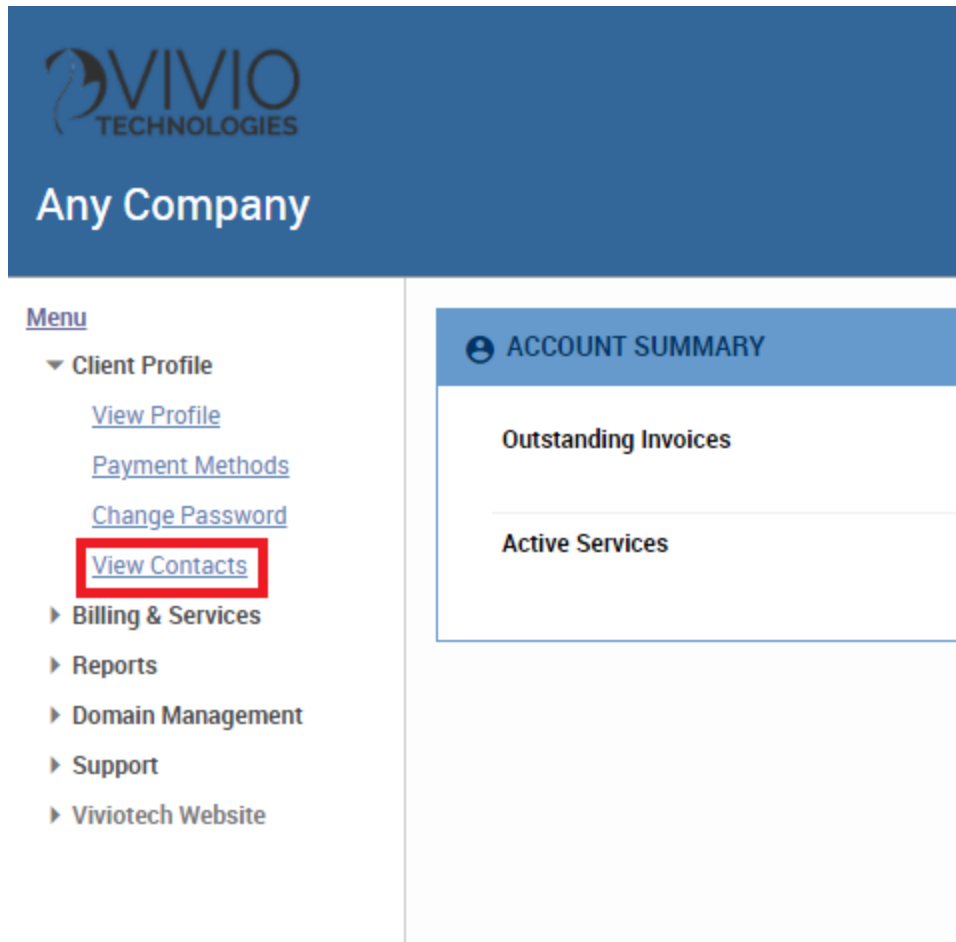 VIVIO
TECHNOLOGIES
Any Company
Menu
Client Profile
View Profile
Payment Methods
Change Password
View Contacts
Billing & Services
Reports
Domain Management
Support
Viviotech Website
ACCOUNT SUMMARY
Outstanding Invoices
Active Services